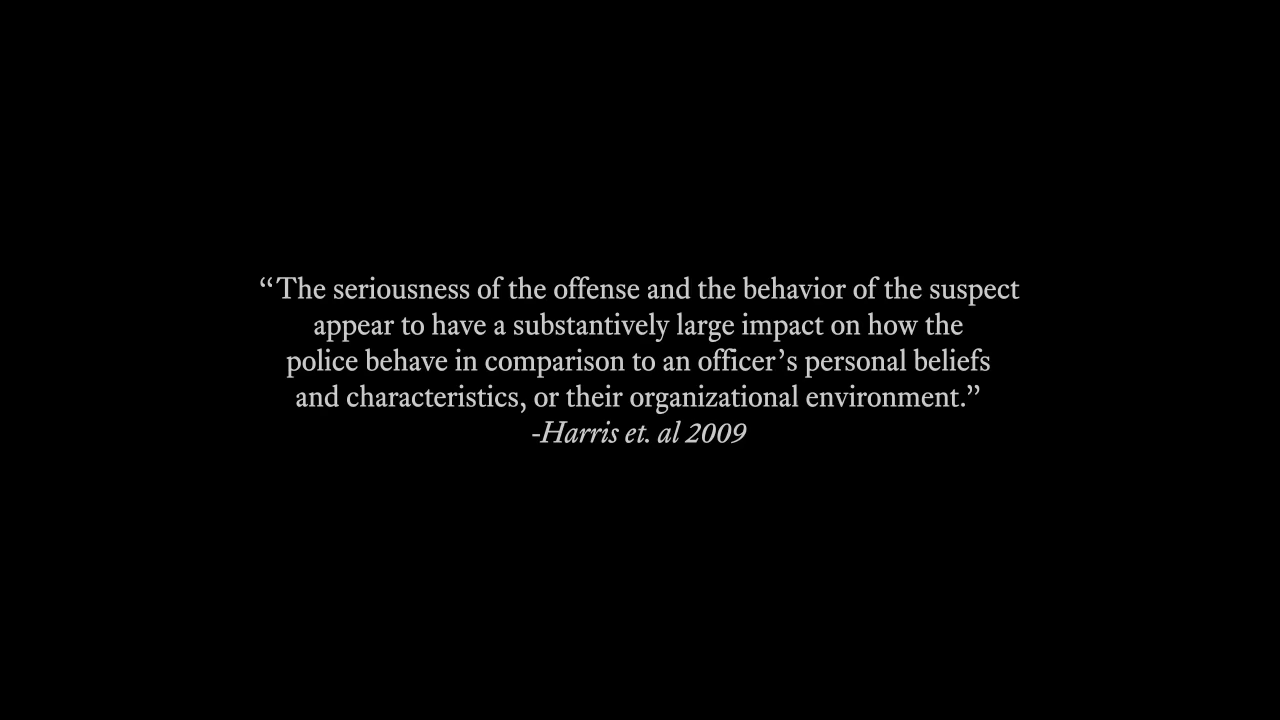 “The seriousness of the offense and the behavior of the suspect
appear to have a substantively large impact on how the
police behave in comparison to an officer’s personal beliefs
and characteristics, or their organizational environment.”
-Harris et. al 2009